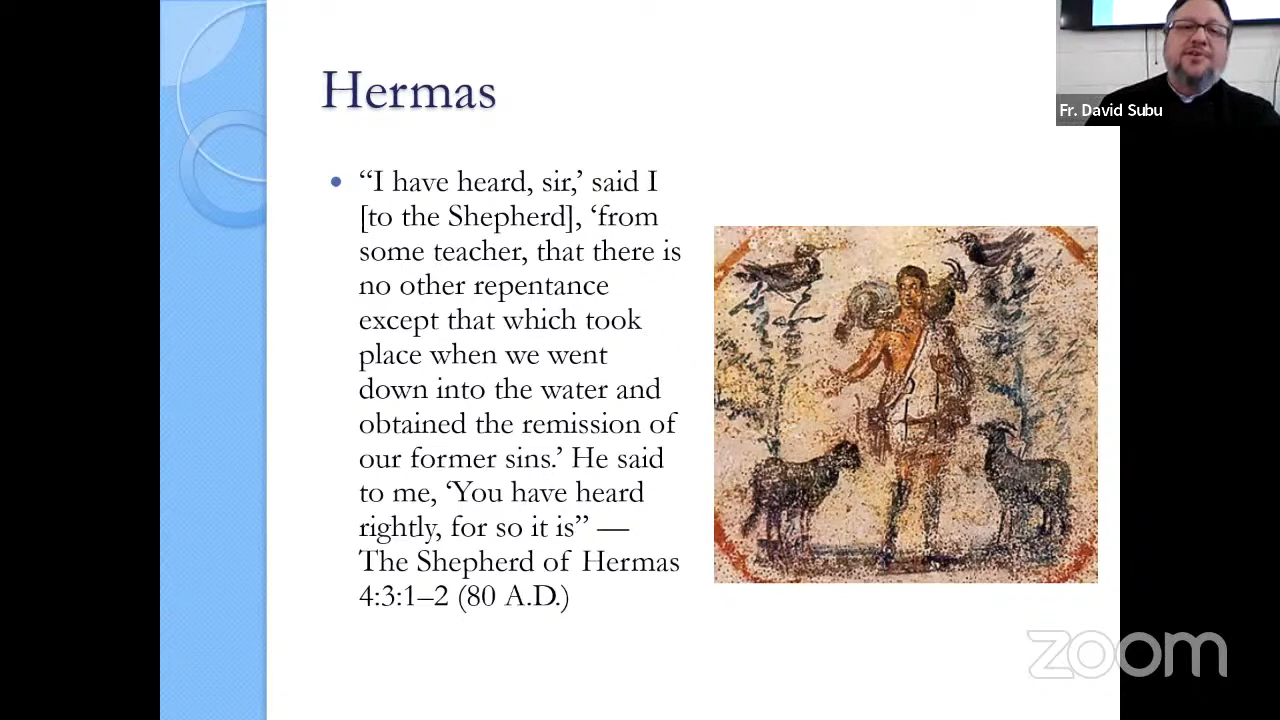 Hermas
Fr. David Subu
• “I have heard, sir,’ said I
[to the Shepherd], ‘from
some teacher, that there is
no other repentance
except that which took
place when we went
down into the water and
obtained the remission of
our former sins.’ He said
to me, ‘You have heard
rightly, for so it is” —
The Shepherd of Hermas
4:3:1–2 (80 A.D.)
zoom